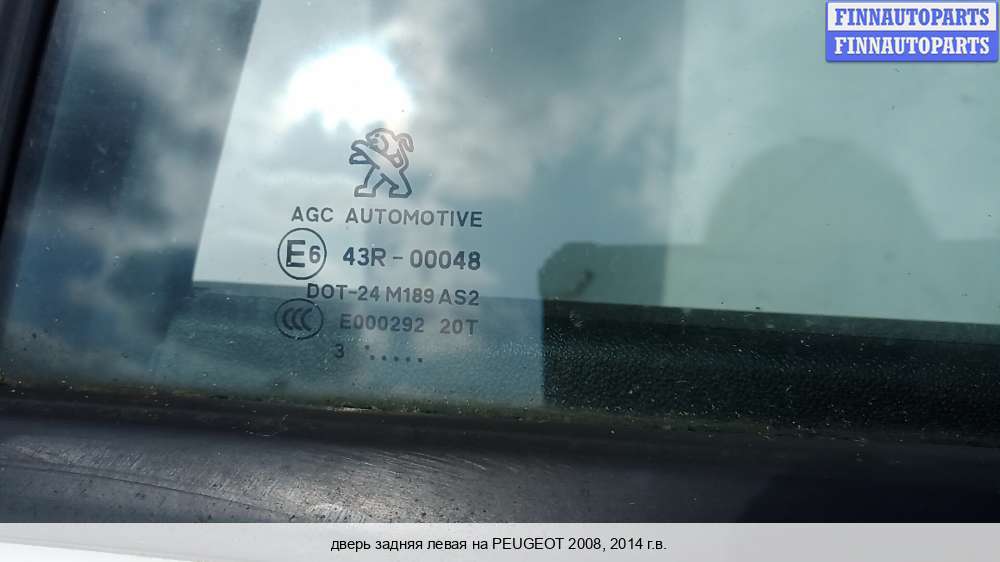 FINNAUTOPARTS
FINNAUTOPARTS
AGC AUTOMOTIVE
E6 43R-00048
DOT-24 M189 AS2
CCC E000292 20T
3 •.....
дверь задняя левая на PEUGEOT 2008, 2014 г.в.